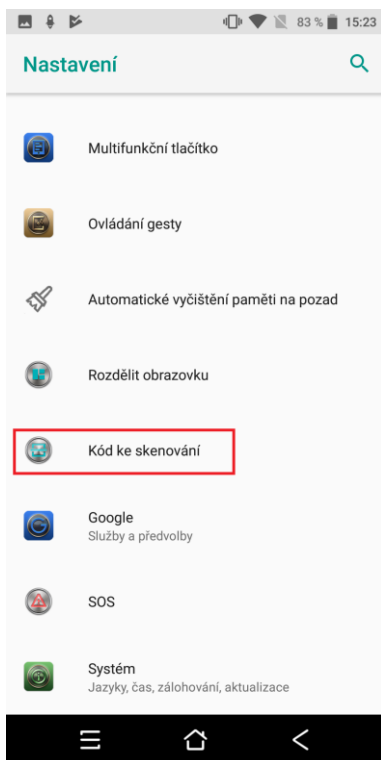 83 % 15:23
Nastavení
Multifunkční tlačítko
Ovládání gesty
Automatické vyčištění paměti na pozad
Rozdělit obrazovku
Kód ke skenování
Google
Služby a předvolby
SOS
Systém
Jazyky, čas, zálohování, aktualizace